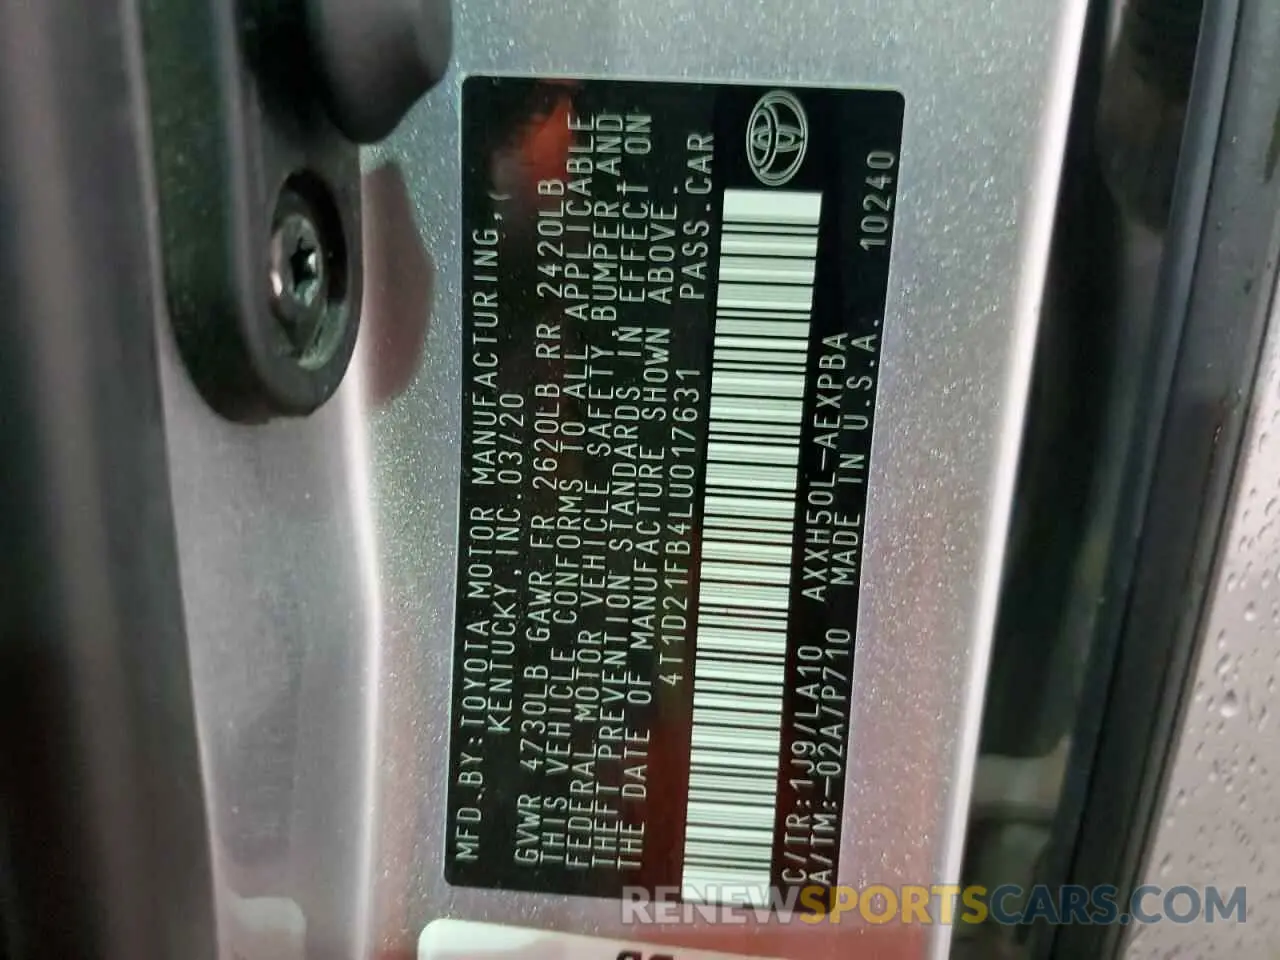 MFD.BY:TOYOTA MOTOR MANUFACTURING,
KENTUCKY,INC.03/20
GVWR 4730LB GAWR FR 2620LB RR 2420LB
THIS VEHICLE CONFORMS TO ALL APPLICABLE
FEDERAL MOTOR VEHICLE SAFETY,BUMPER,AND
THEFT PREVENTION STANDARDS IN EFFECT ON
THE DATE OF MANUFACTURE SHOWN ABOVE.
4T1D21FB4LU017631 PASS.CAR
C/TR:1J9/LA10 AXXH50L-AEXPBA
A/TM:-02A/P710 MADE IN U.S.A. 10240
RENEWSPORTSCARS.COM